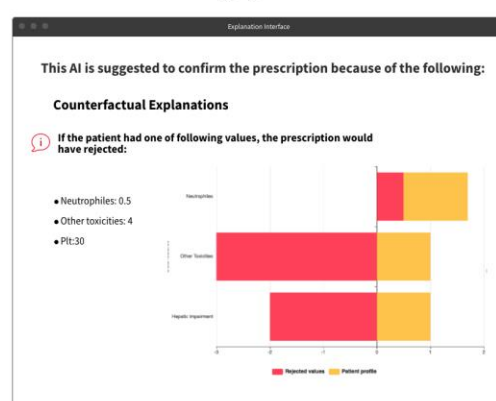 Explanation Interface
This AI is suggested to confirm the prescription because of the following:
Counterfactual Explanations
If the patient had one of following values, the prescription would
have rejected:
• Neutrophiles: 0.5
• Other toxicities: 4
• Plt:30
Neutrophiles
Other Toxicities
Hepatic Impairment
-3 -2 -1 0 1 2
Rejected values Patient profile